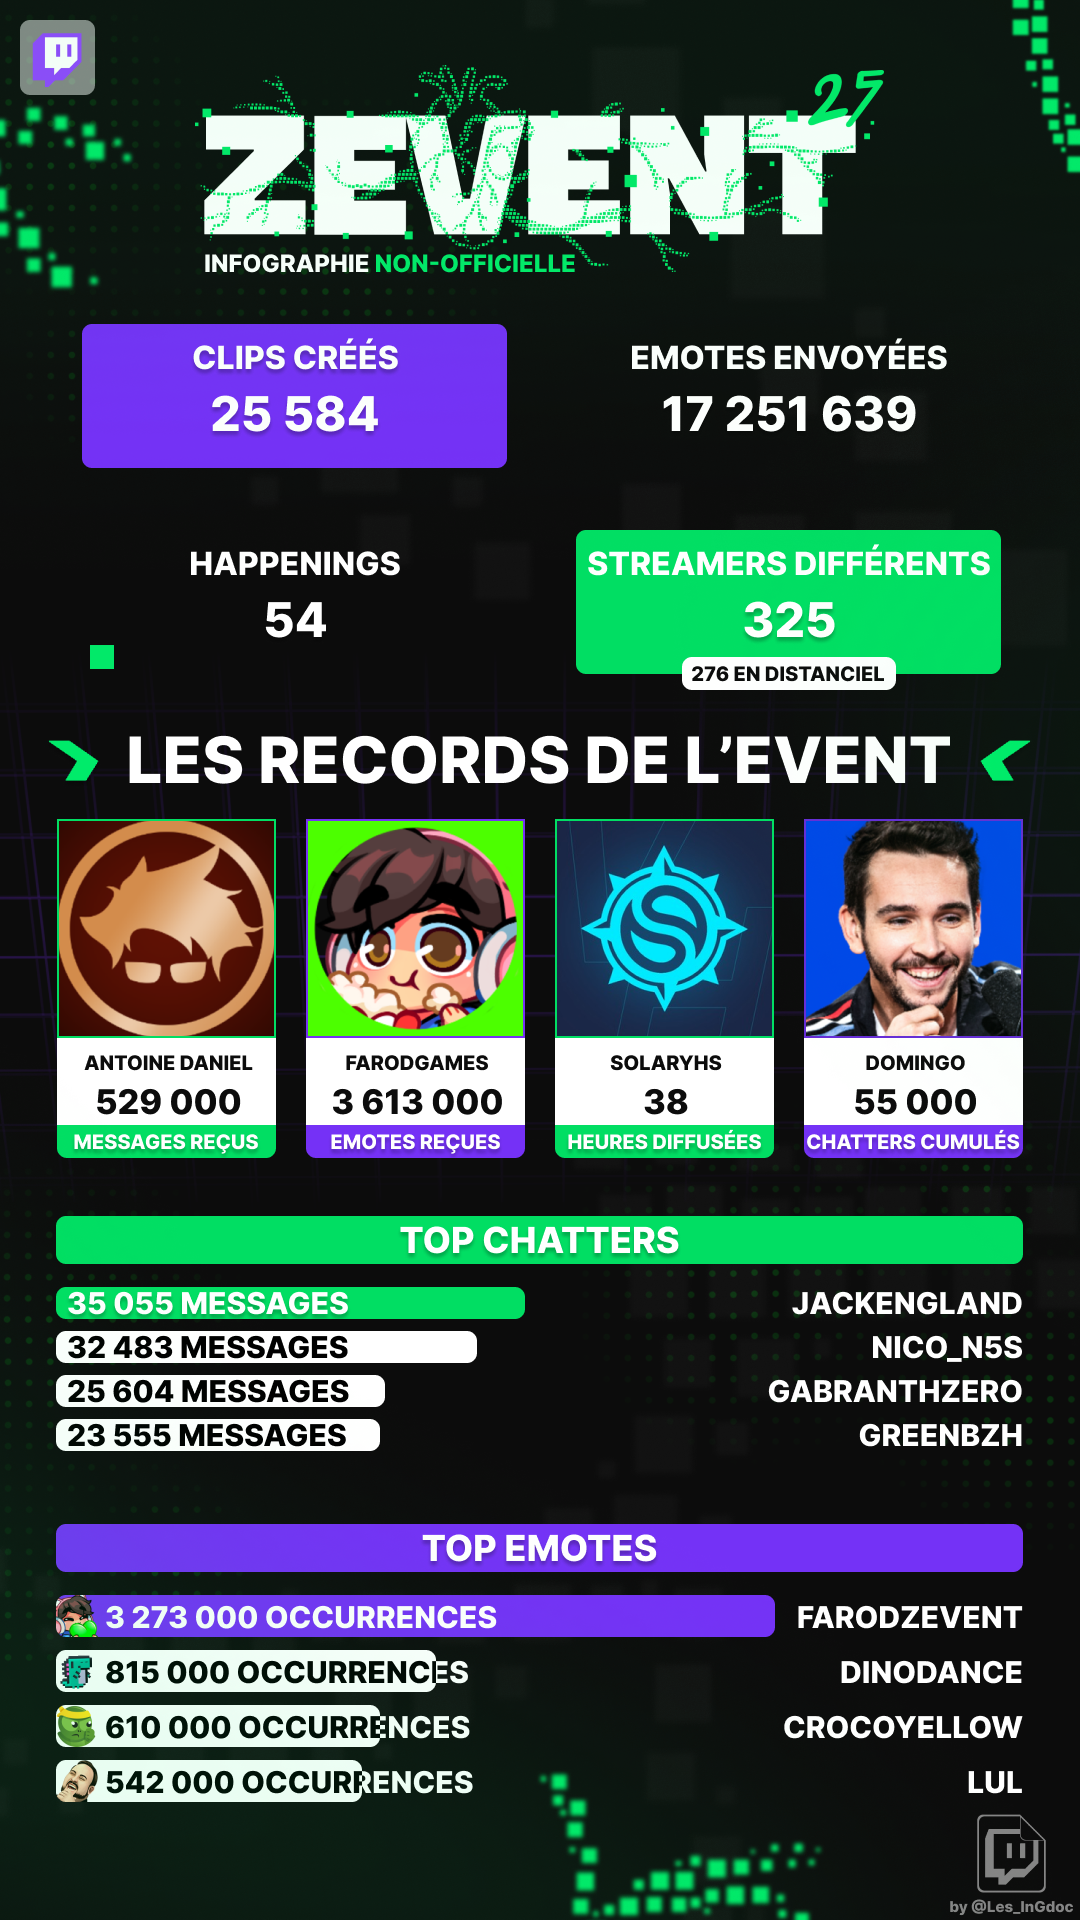 ZEVENT
25
INFOGRAPHIE NON-OFFICIELLE
CLIPS CRÉÉS
25 584
EMOTES ENVOYÉES
17 251 639
HAPPENINGS
54
STREAMERS DIFFÉRENTS
325
276 EN DISTANCIEL
LES RECORDS DE L’EVENT
ANTOINE DANIEL
529 000
MESSAGES REÇUS
FARODGAMES
3 613 000
EMOTES REÇUES
SOLARYHS
38
HEURES DIFFUSÉES
DOMINGO
55 000
CHATTERS CUMULÉS
TOP CHATTERS
35 055 MESSAGES JACKENGLAND
32 483 MESSAGES NICO_N5S
25 604 MESSAGES GABRANTHZERO
23 555 MESSAGES GREENBZH
TOP EMOTES
3 273 000 OCCURRENCES FARODZEVENT
815 000 OCCURRENCES DINODANCE
610 000 OCCURRENCES CROCOYELLOW
542 000 OCCURRENCES LUL
by @Les_InGdoc